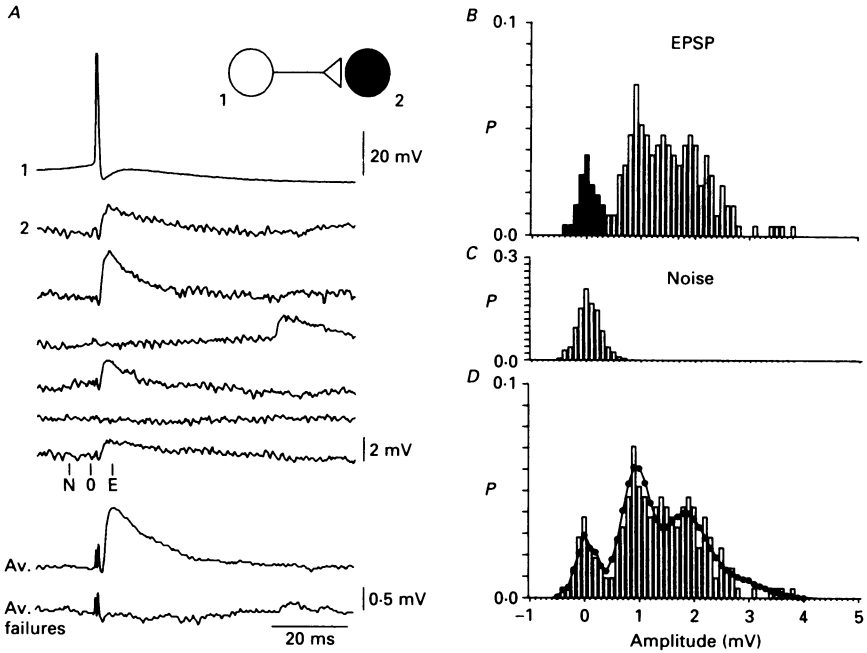 A
1
2
20 mV
1
2
2 mV
N 0 E
Av.
0·5 mV
Av.
failures
20 ms
B
0·1
EPSP
P
0·0
C
0·3
Noise
P
0·0
D
0·1
P
0·0
−1 0 1 2 3 4 5
Amplitude (mV)